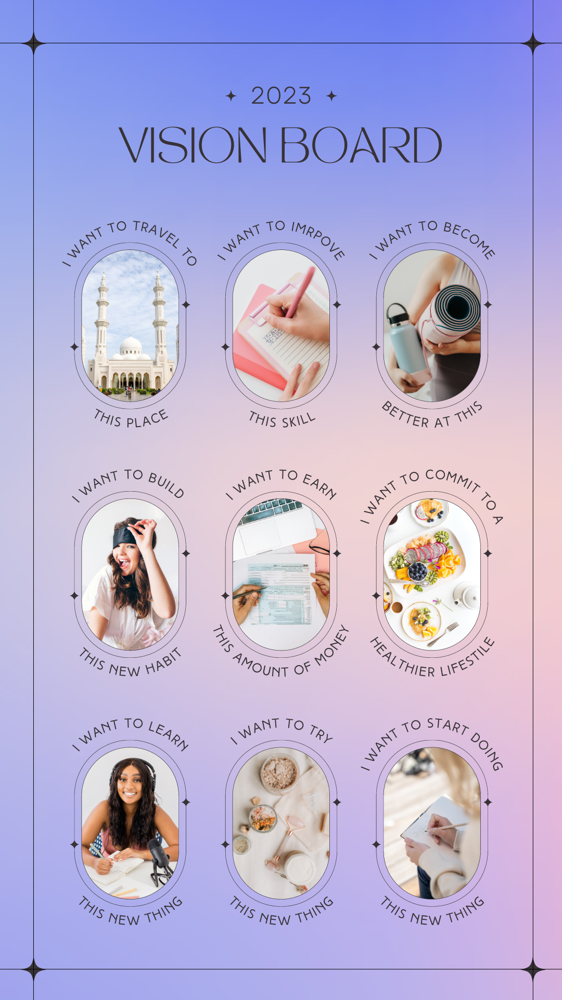 2023
VISION BOARD
I WANT TO TRAVEL TO
THIS PLACE
I WANT TO IMRPOVE
THIS SKILL
I WANT TO BECOME
BETTER AT THIS
I WANT TO BUILD
THIS NEW HABIT
I WANT TO EARN
THIS AMOUNT OF MONEY
I WANT TO COMMIT TO A
HEALTHIER LIFESTILE
I WANT TO LEARN
THIS NEW THING
I WANT TO TRY
THIS NEW THING
I WANT TO START DOING
THIS NEW THING